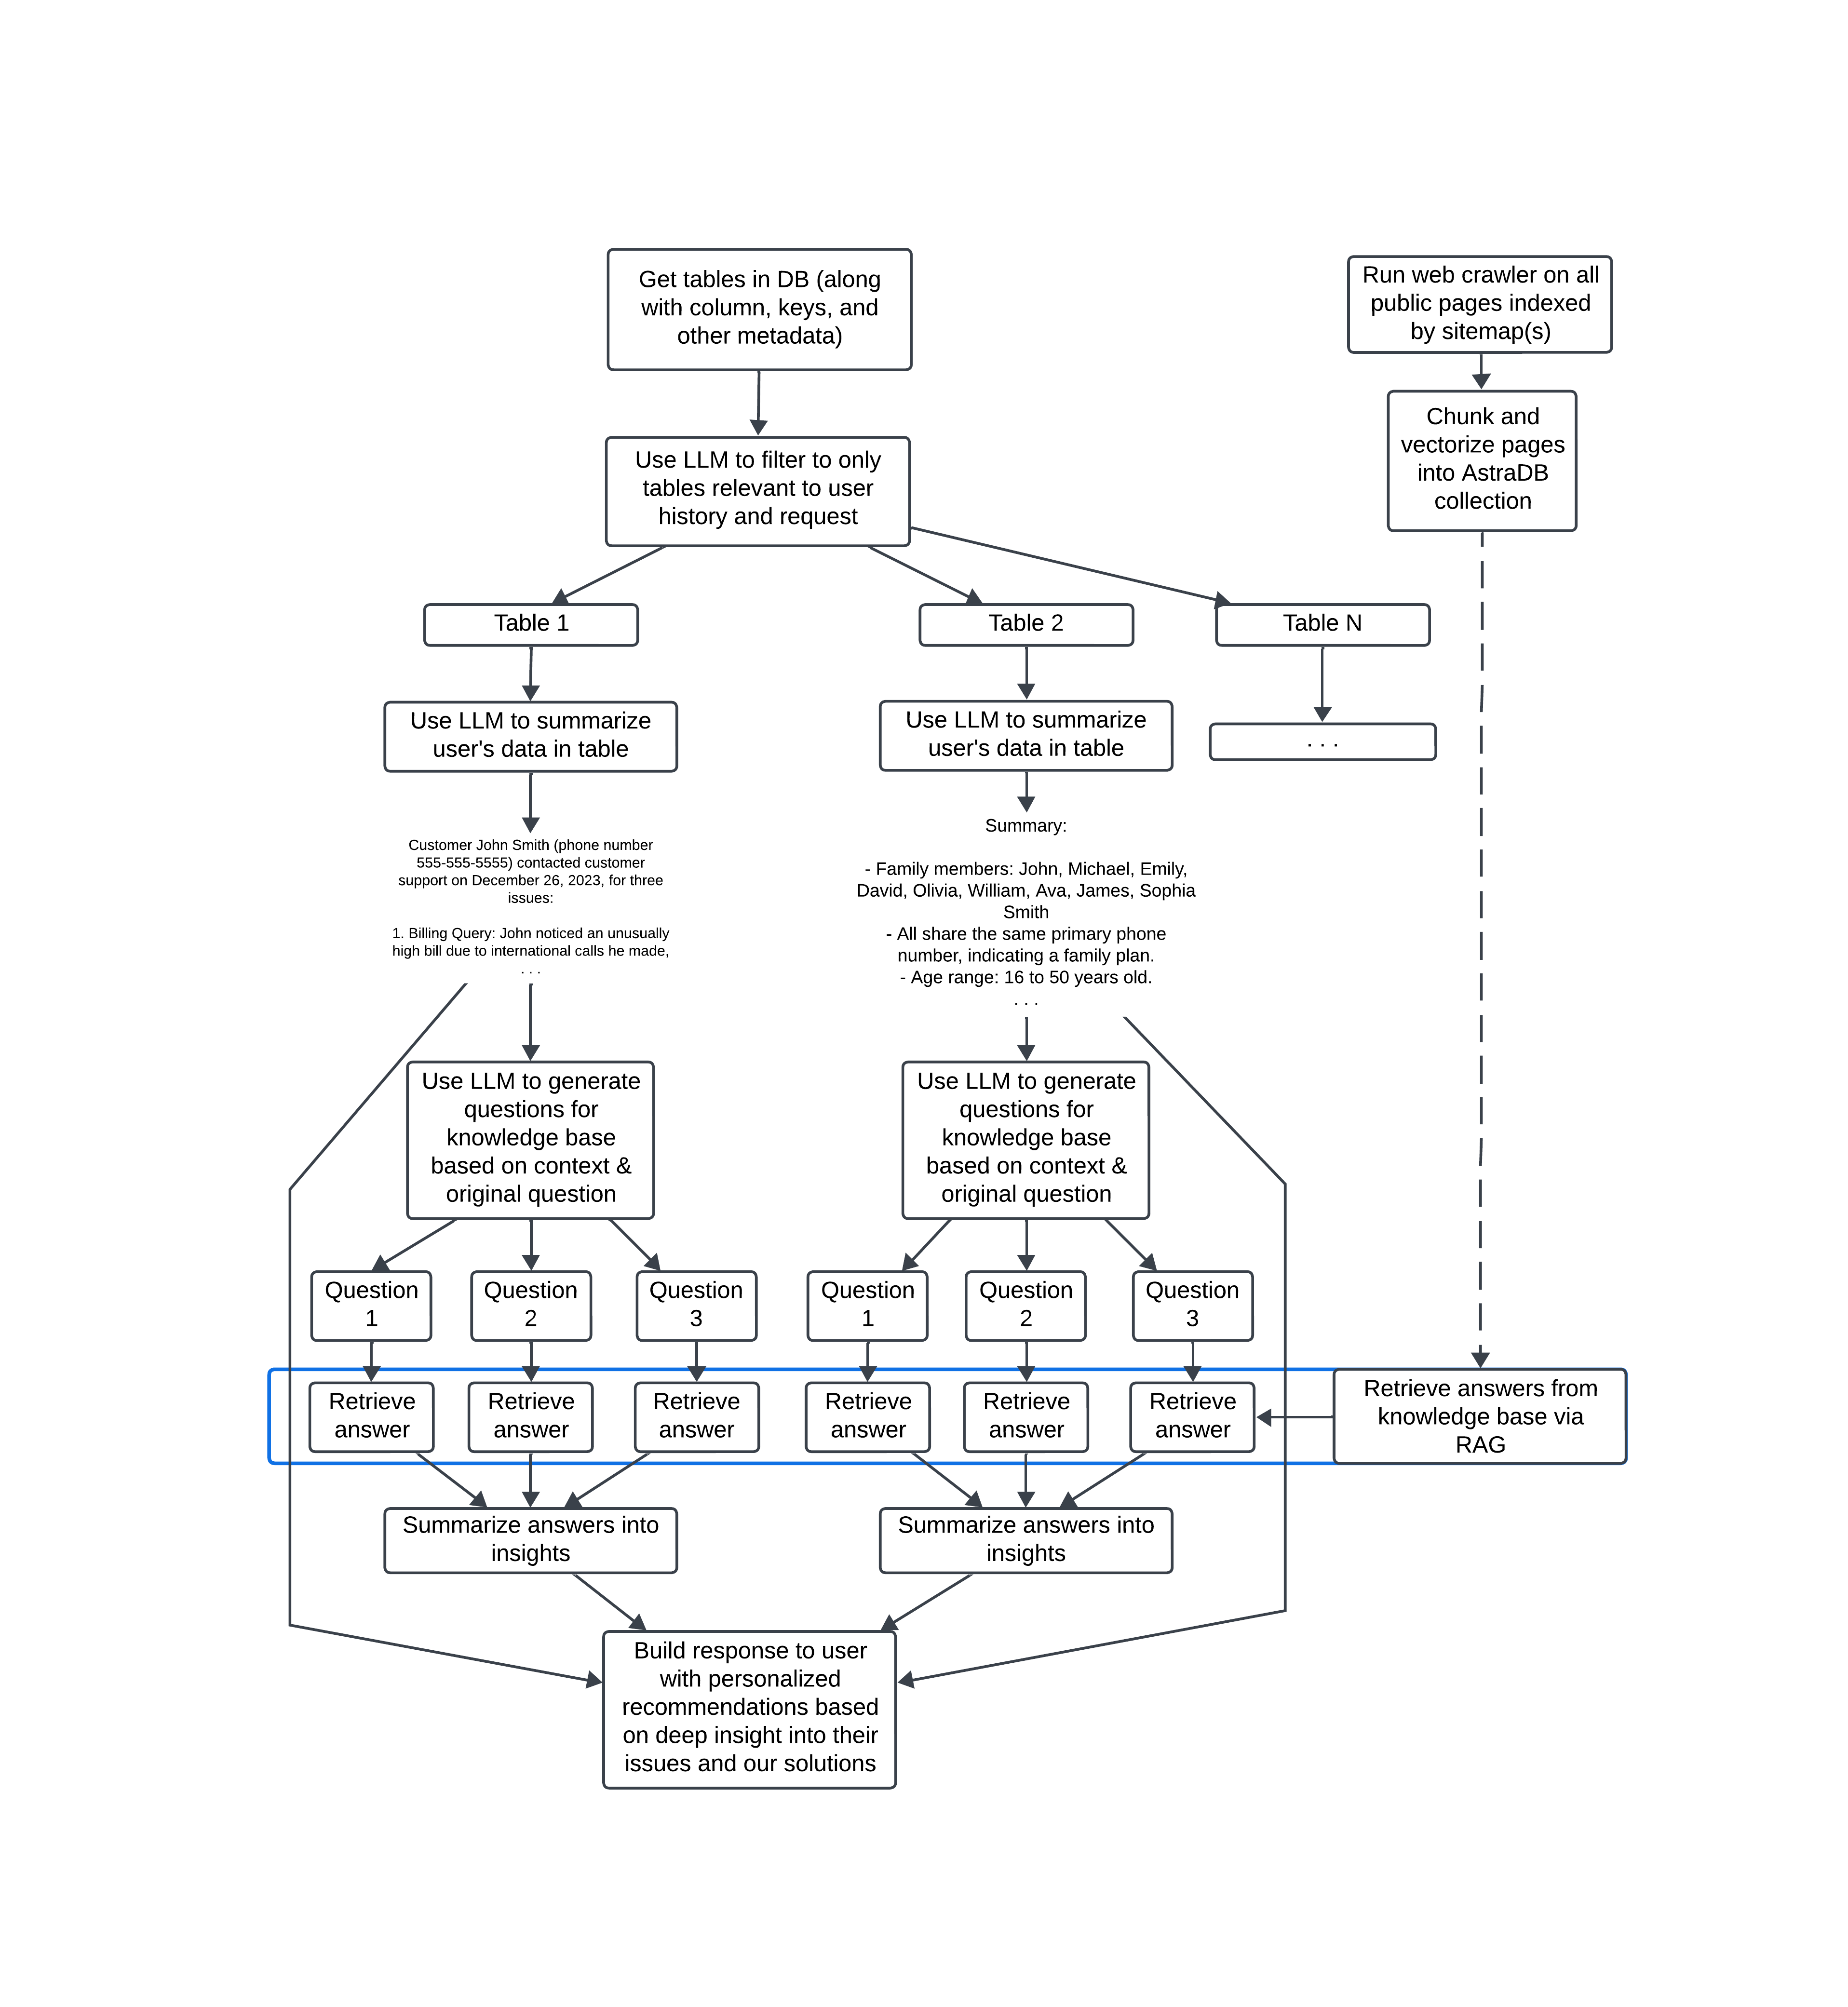 Get tables in DB (along
with column, keys, and
other metadata)
Run web crawler on all
public pages indexed
by sitemap(s)
Chunk and
vectorize pages
into AstraDB
collection
Use LLM to filter to only
tables relevant to user
history and request
Table 1
Table 2
Table N
Use LLM to summarize
user's data in table
Use LLM to summarize
user's data in table
. . .
Customer John Smith (phone number
555-555-5555) contacted customer
support on December 26, 2023, for three
issues:
1. Billing Query: John noticed an unusually
high bill due to international calls he made,
. . .
Summary:
- Family members: John, Michael, Emily,
David, Olivia, William, Ava, James, Sophia
Smith
- All share the same primary phone
number, indicating a family plan.
- Age range: 16 to 50 years old.
. . .
Use LLM to generate
questions for
knowledge base
based on context &
original question
Use LLM to generate
questions for
knowledge base
based on context &
original question
Question
1
Question
2
Question
3
Question
1
Question
2
Question
3
Retrieve
answer
Retrieve
answer
Retrieve
answer
Retrieve
answer
Retrieve
answer
Retrieve
answer
Retrieve answers from
knowledge base via
RAG
Summarize answers into
insights
Summarize answers into
insights
Build response to user
with personalized
recommendations based
on deep insight into their
issues and our solutions